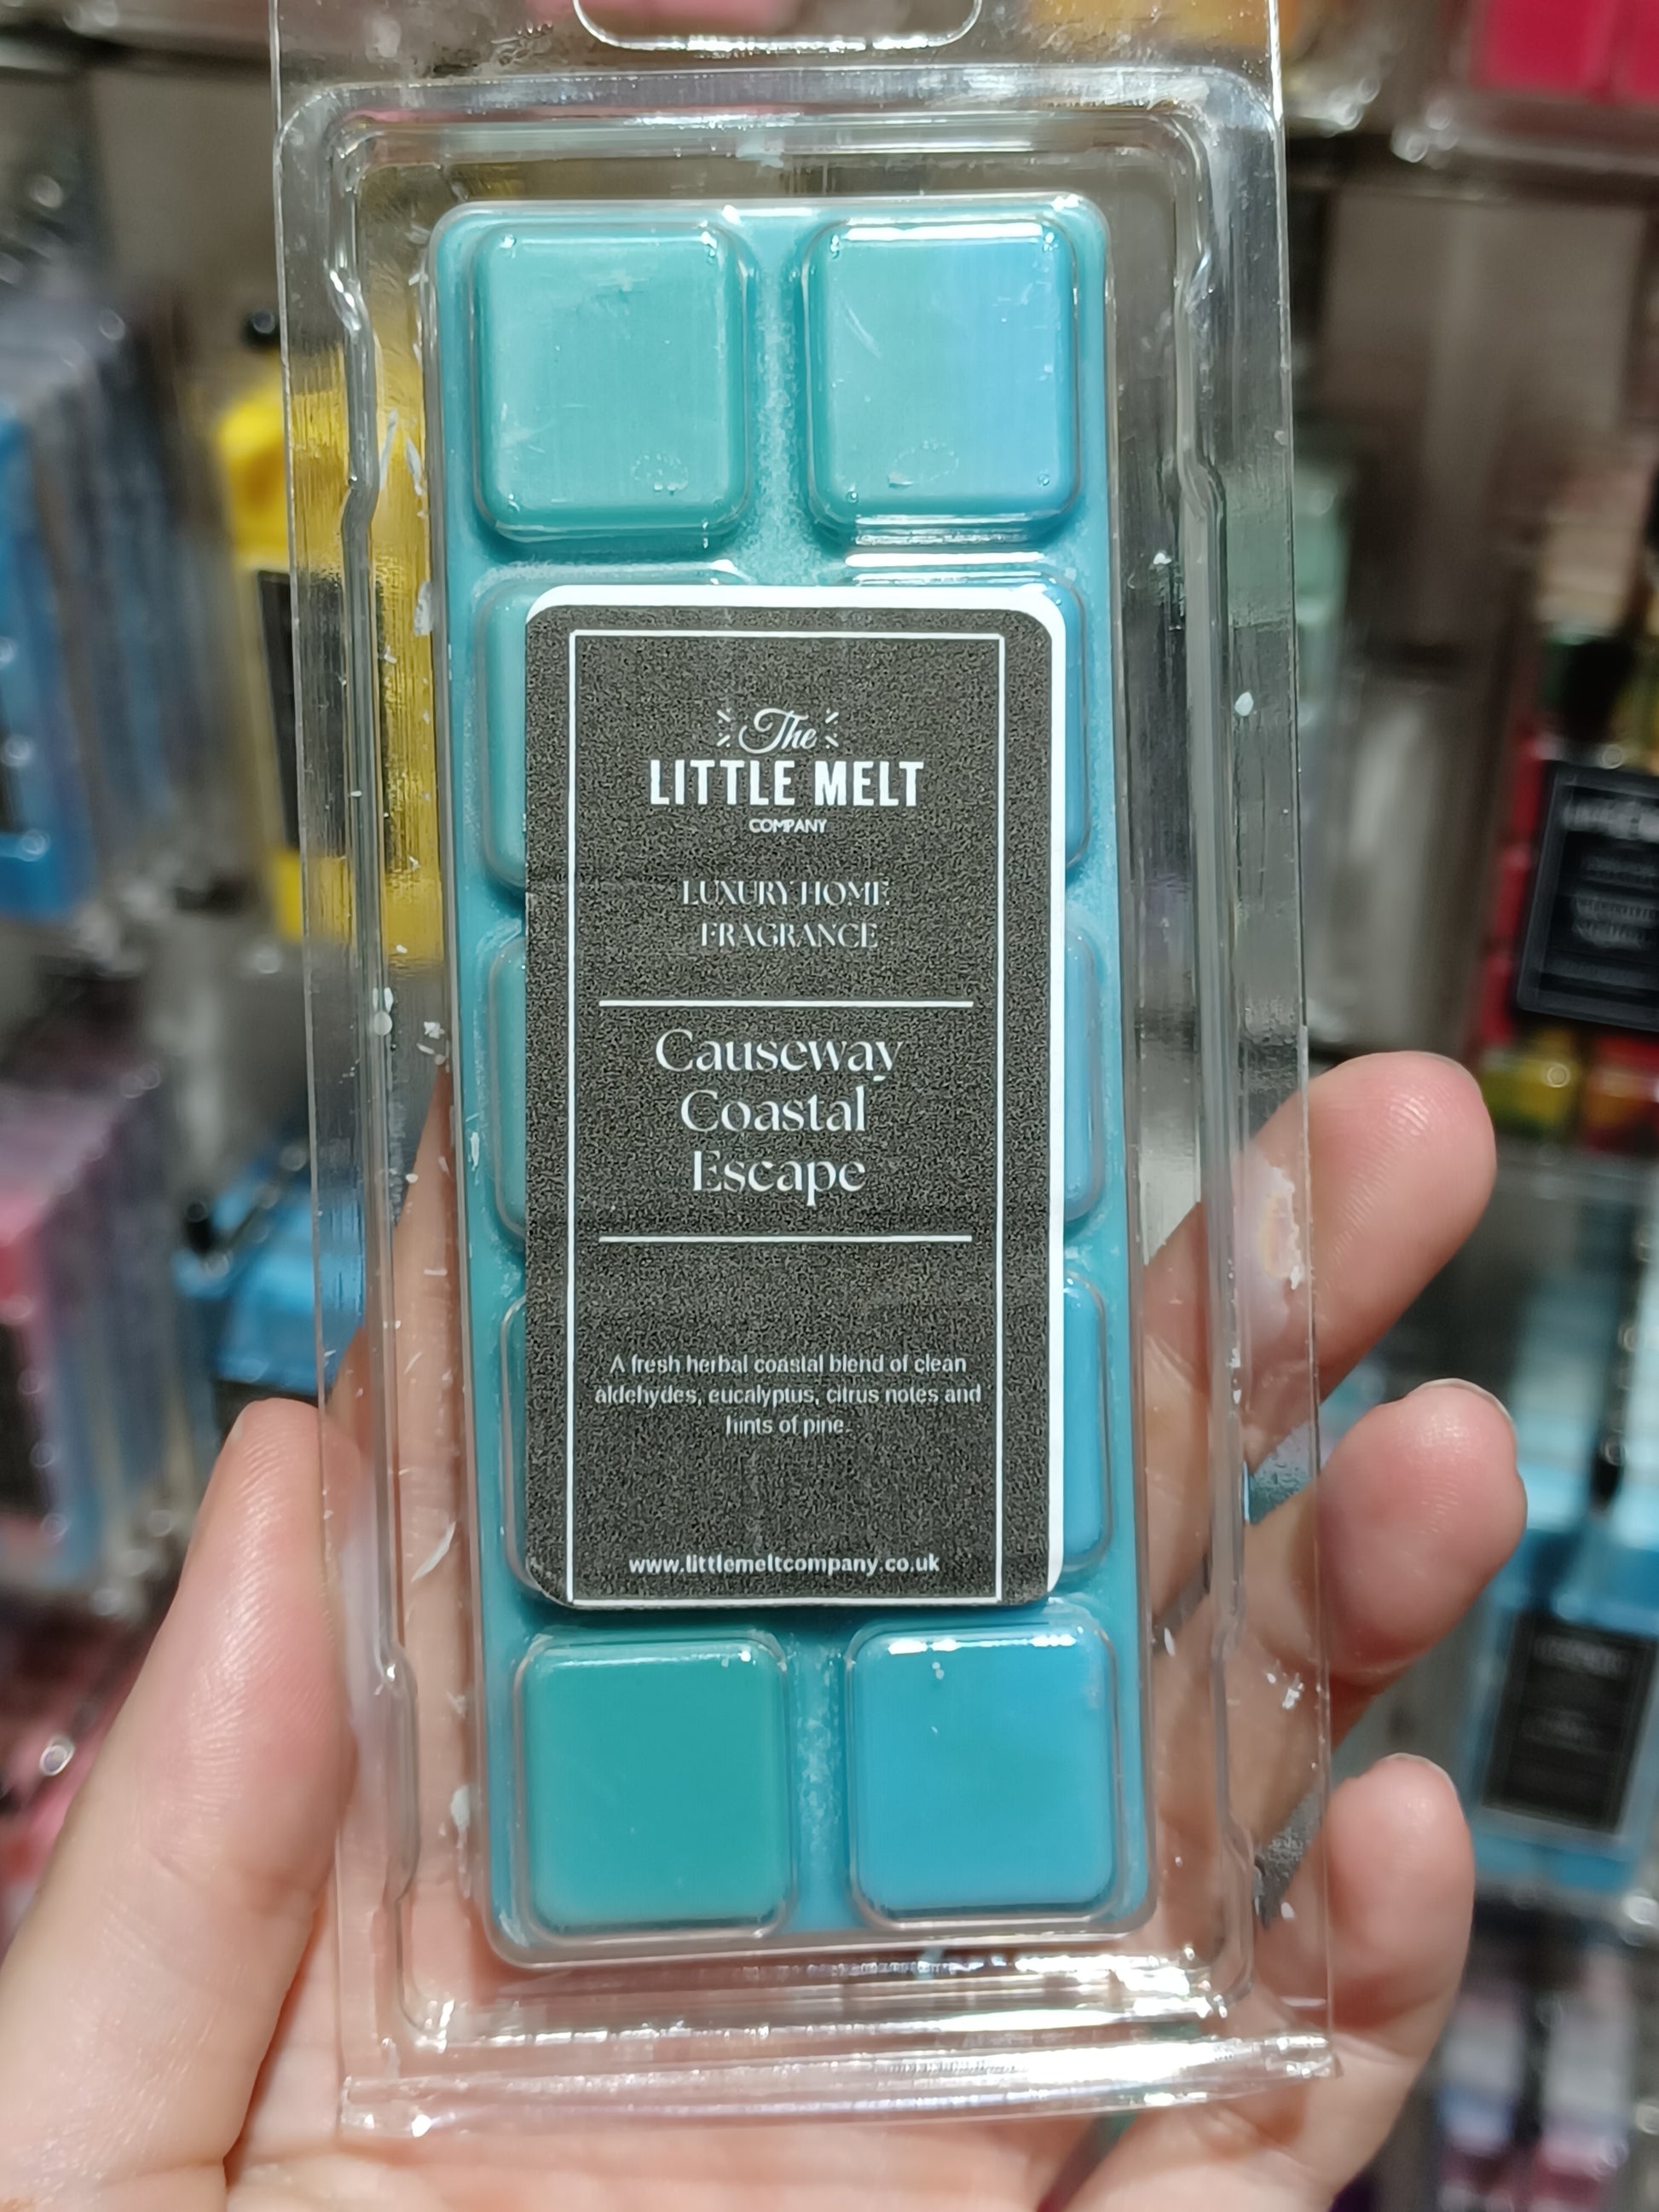 The
LITTLE MELT
COMPANY
LUXURY HOME
FRAGRANCE
Causeway
Coastal
Escape
A fresh herbal coastal blend of clean
aldehydes, eucalyptus, citrus notes and
hints of pine.
www.littlemeltcompany.co.uk